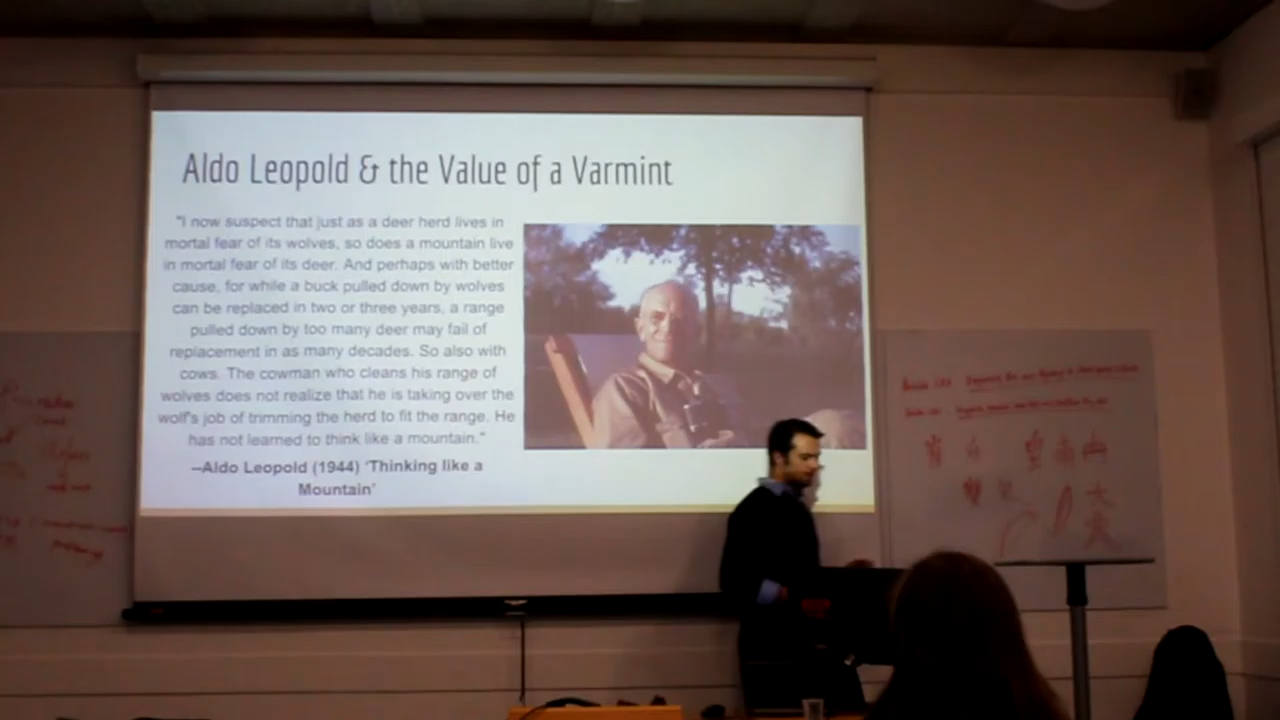 Aldo Leopold & the Value of a Varmint
"I now suspect that just as a deer herd lives in
mortal fear of its wolves, so does a mountain live
in mortal fear of its deer. And perhaps with better
cause, for while a buck pulled down by wolves
can be replaced in two or three years, a range
pulled down by too many deer may fail of
replacement in as many decades. So also with
cows. The cowman who cleans his range of
wolves does not realize that he is taking over the
wolf's job of trimming the herd to fit the range. He
has not learned to think like a mountain."
–Aldo Leopold (1944) 'Thinking like a
Mountain'